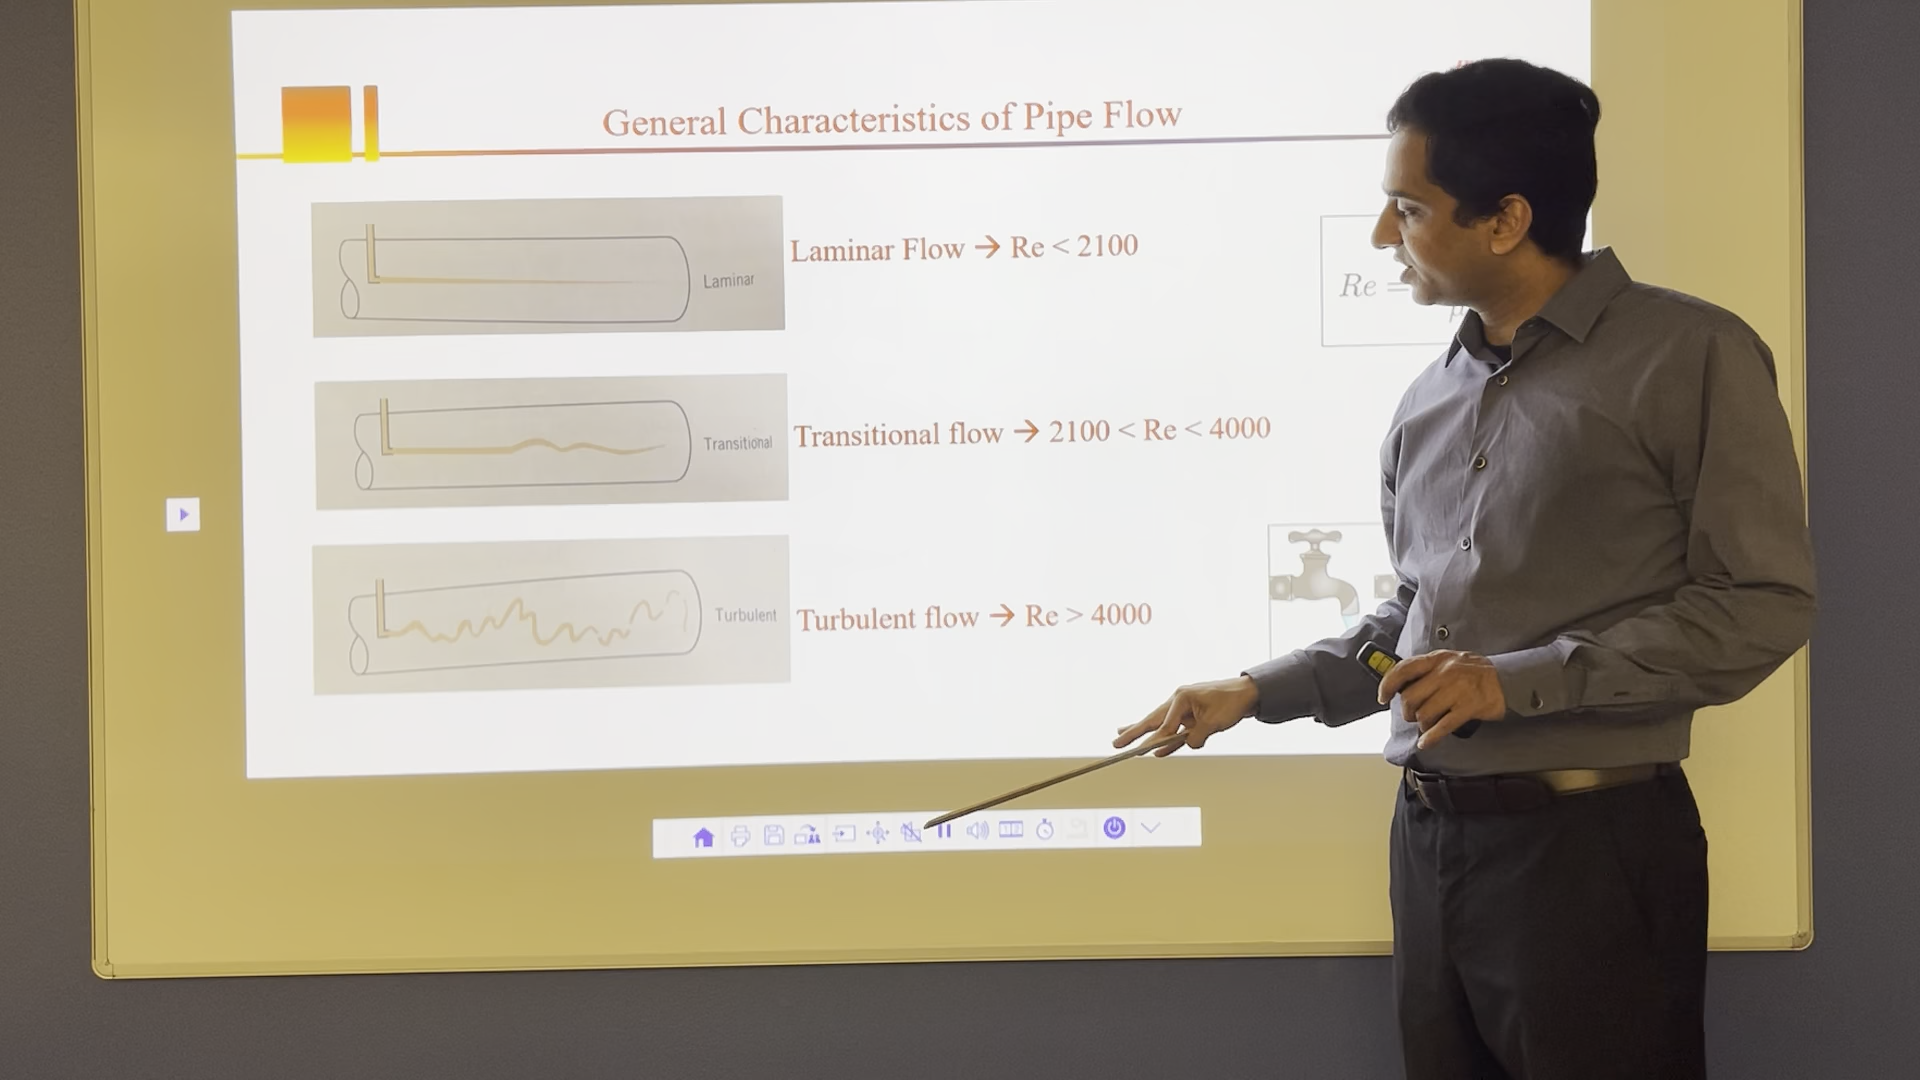 General Characteristics of Pipe Flow
Laminar
Laminar Flow → Re < 2100
Re =
μ
Transitional
Transitional flow → 2100 < Re < 4000
Turbulent
Turbulent flow → Re > 4000